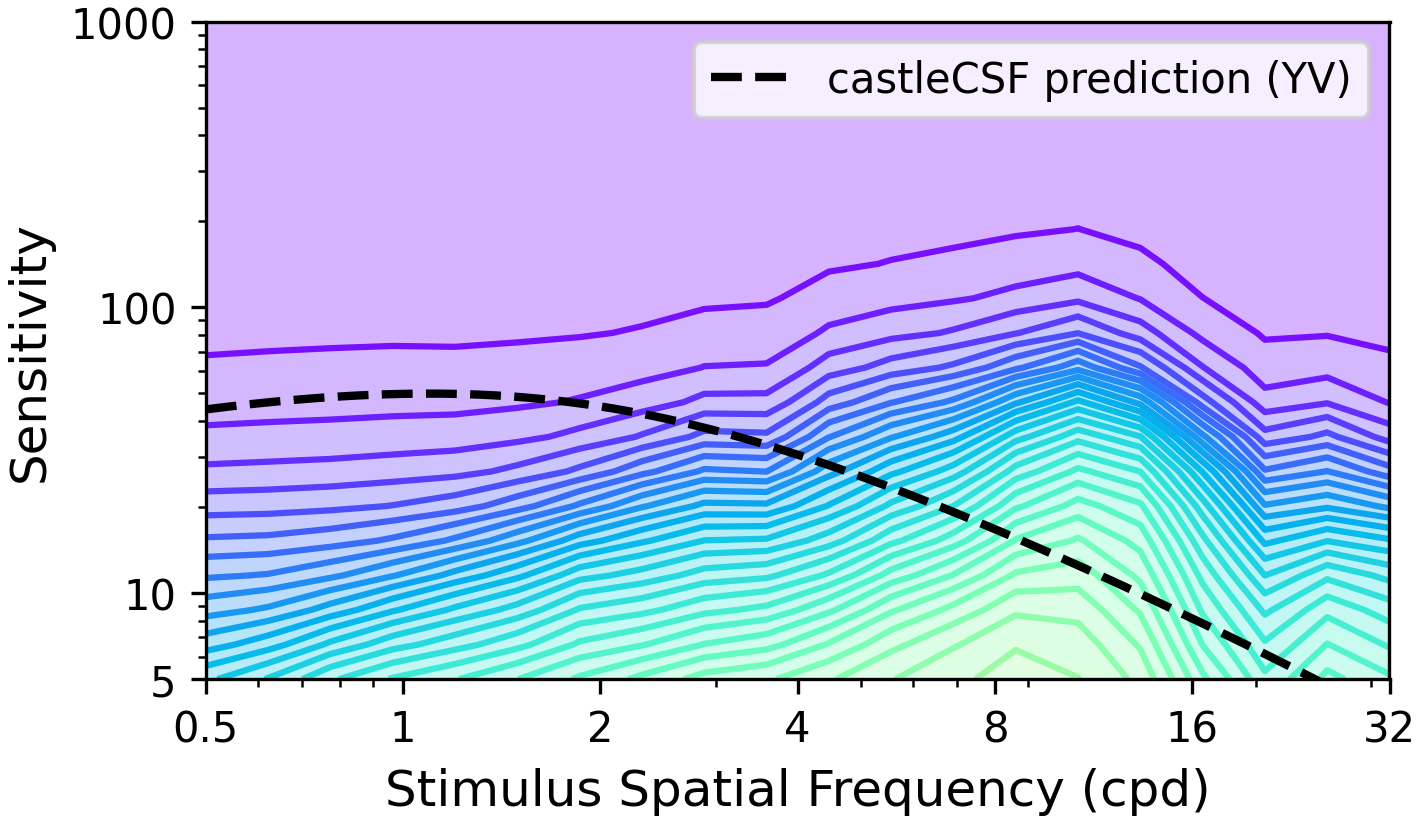 1000
100
10
5
Sensitivity
castleCSF prediction (YV)
0.5 1 2 4 8 16 32
Stimulus Spatial Frequency (cpd)